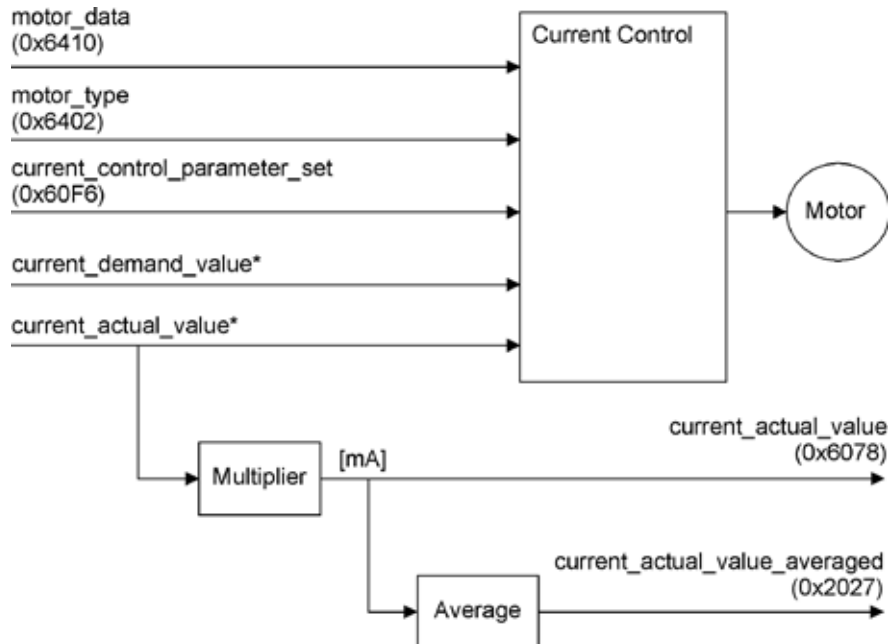 motor_data
(0x6410)
Current Control
motor_type
(0x6402)
current_control_parameter_set
(0x60F6)
Motor
current_demand_value*
current_actual_value*
current_actual_value
(0x6078)
Multiplier
[mA]
current_actual_value_averaged
(0x2027)
Average